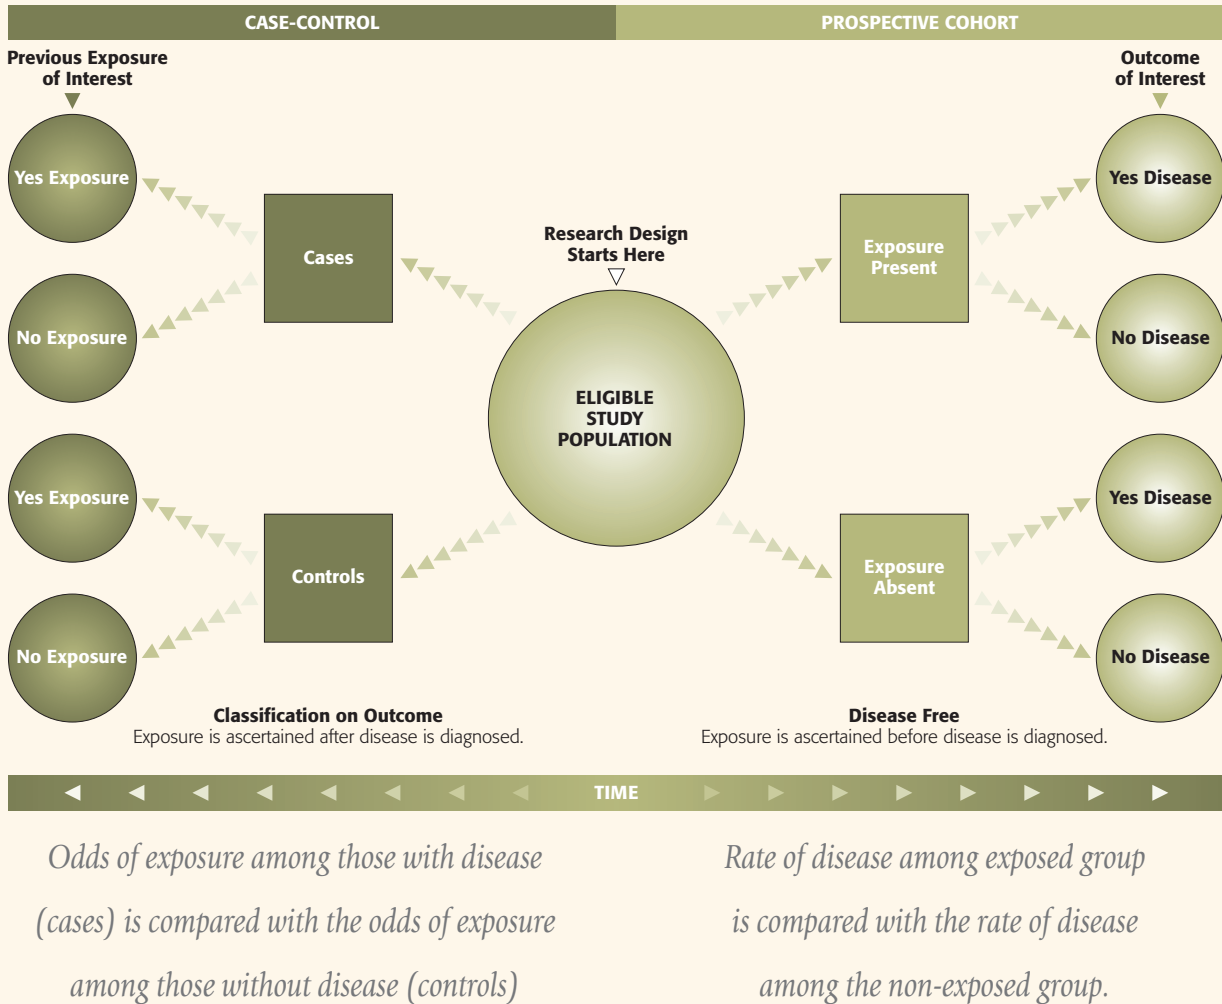 CASE-CONTROL
PROSPECTIVE COHORT
Previous Exposure
of Interest
Yes Exposure
No Exposure
Yes Exposure
No Exposure
Cases
Controls
Research Design
Starts Here
ELIGIBLE
STUDY
POPULATION
Exposure
Present
Exposure
Absent
Outcome
of Interest
Yes Disease
No Disease
Yes Disease
No Disease
Classification on Outcome
Exposure is ascertained after disease is diagnosed.
Disease Free
Exposure is ascertained before disease is diagnosed.
TIME
Odds of exposure among those with disease
(cases) is compared with the odds of exposure
among those without disease (controls)
Rate of disease among exposed group
is compared with the rate of disease
among the non-exposed group.